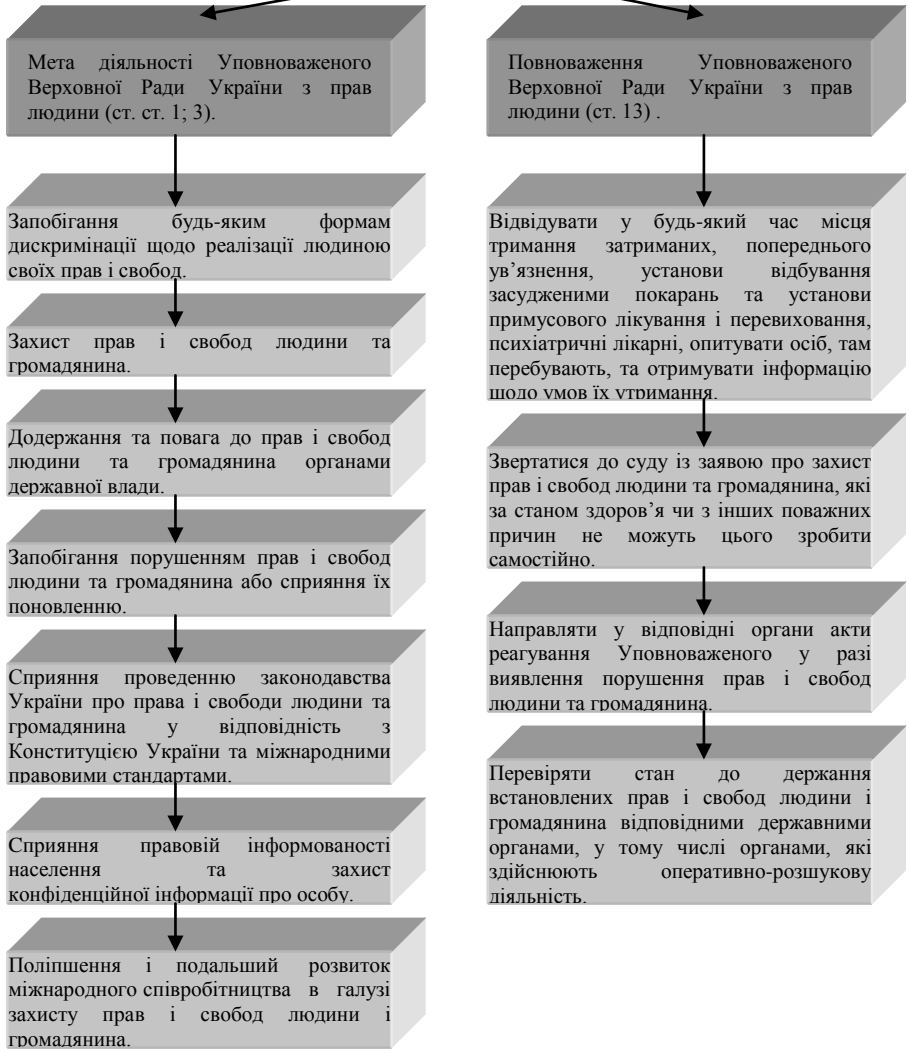 Мета діяльності Уповноваженого
Верховної Ради України з прав
людини (ст. ст. 1; 3).
Запобігання будь-яким формам
дискримінації щодо реалізації людиною
своїх прав і свобод.
Захист прав і свобод людини та
громадянина.
Додержання та повага до прав і свобод
людини та громадянина органами
державної влади.
Запобігання порушенням прав і свобод
людини та громадянина або сприяння їх
поновленню.
Сприяння проведенню законодавства
України про права і свободи людини та
громадянина у відповідність з
Конституцією України та міжнародними
правовими стандартами.
Сприяння правовій інформованості
населення та захист
конфіденційної інформації про особу.
Поліпшення і подальший розвиток
міжнародного співробітництва в галузі
захисту прав і свобод людини і
громадянина.
Повноваження Уповноваженого
Верховної Ради України з прав
людини (ст. 13) .
Відвідувати у будь-який час місця
тримання затриманих, попереднього
ув’язнення, установи відбування
засудженими покарань та установи
примусового лікування і перевиховання,
психіатричні лікарні, опитувати осіб, там
перебувають, та отримувати інформацію
щодо умов їх утримання.
Звертатися до суду із заявою про захист
прав і свобод людини та громадянина, які
за станом здоров’я чи з інших поважних
причин не можуть цього зробити
самостійно.
Направляти у відповідні органи акти
реагування Уповноваженого у разі
виявлення порушення прав і свобод
людини та громадянина.
Перевіряти стан до держання
встановлених прав і свобод людини і
громадянина відповідними державними
органами, у тому числі органами, які
здійснюють оперативно-розшукову
діяльність.